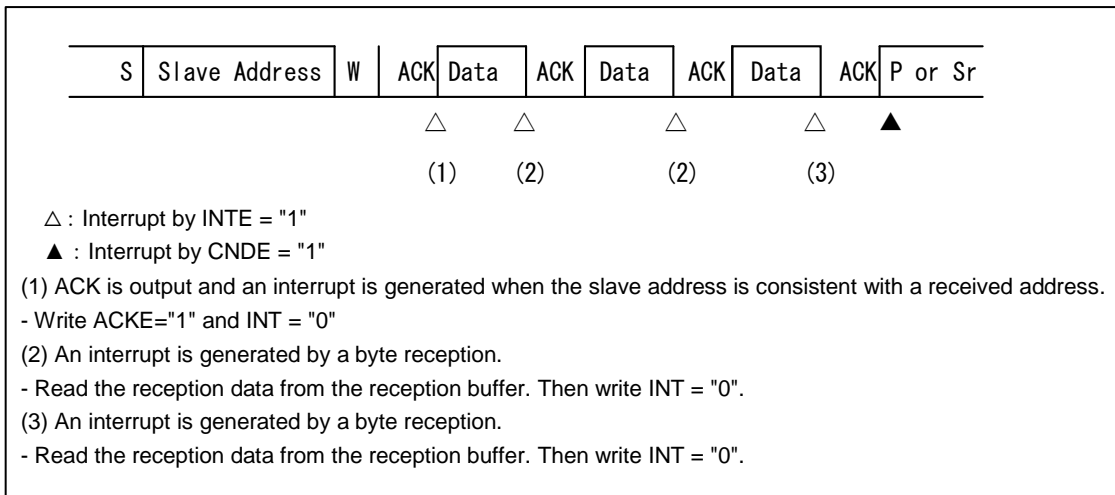 S Slave Address W ACK Data ACK Data ACK Data ACK P or Sr
△ △ △ △ ▲
(1) (2) (2) (3)
△ : Interrupt by INTE = "1"
▲ : Interrupt by CNDE = "1"
(1) ACK is output and an interrupt is generated when the slave address is consistent with a received address.
- Write ACKE="1" and INT = "0"
(2) An interrupt is generated by a byte reception.
- Read the reception data from the reception buffer. Then write INT = "0".
(3) An interrupt is generated by a byte reception.
- Read the reception data from the reception buffer. Then write INT = "0".